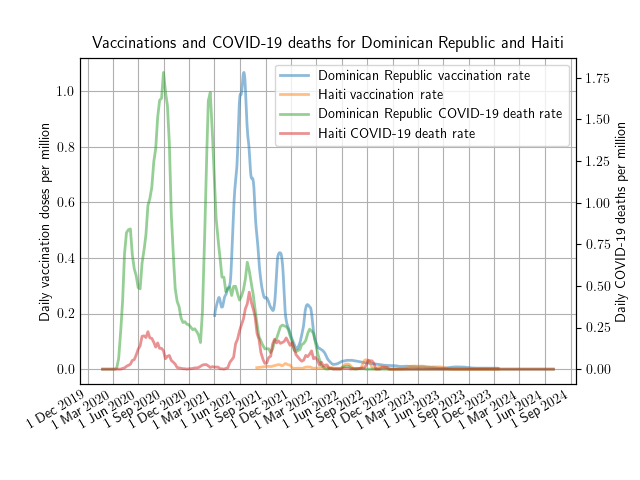 Vaccinations and COVID-19 deaths for Dominican Republic and Haiti
Dominican Republic vaccination rate
Haiti vaccination rate
Dominican Republic COVID-19 death rate
Haiti COVID-19 death rate
Daily vaccination doses per million
1.0
0.8
0.6
0.4
0.2
0.0
1.75
1.50
1.25
1.00
0.75
0.50
0.25
0.00
Daily COVID-19 deaths per million
1 Dec 2019
1 Mar 2020
1 Jun 2020
1 Sep 2020
1 Dec 2020
1 Mar 2021
1 Jun 2021
1 Sep 2021
1 Dec 2021
1 Mar 2022
1 Jun 2022
1 Sep 2022
1 Dec 2022
1 Mar 2023
1 Jun 2023
1 Sep 2023
1 Dec 2023
1 Mar 2024
1 Jun 2024
1 Sep 2024